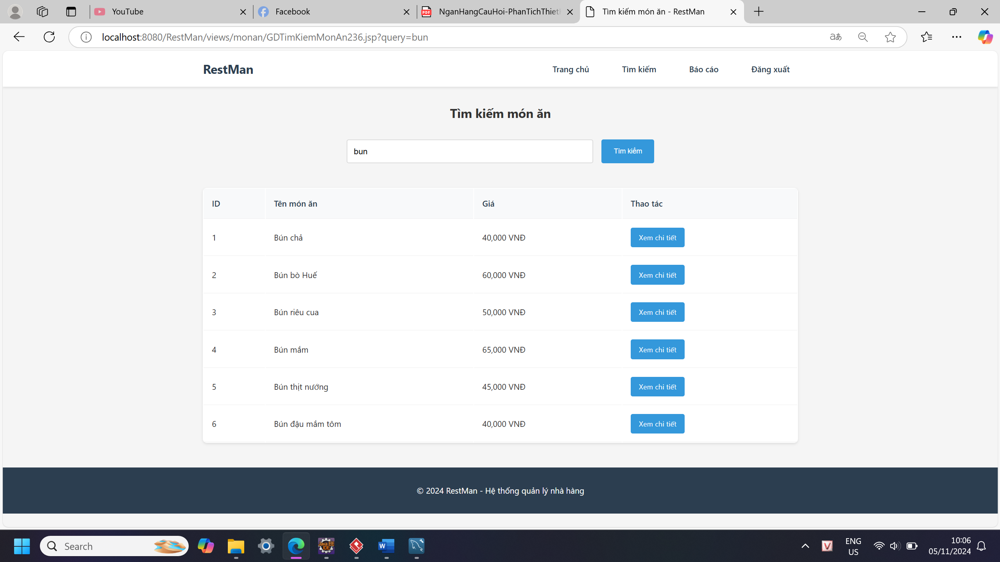 YouTube
Facebook
NganHangCauHoi-PhanTichThietK
Tìm kiếm món ăn - RestMan
localhost:8080/RestMan/views/monan/GDTimKiemMonAn236.jsp?query=bun
RestMan
Trang chủ
Tìm kiếm
Báo cáo
Đăng xuất
Tìm kiếm món ăn
bun
Tìm kiếm
ID Tên món ăn Giá Thao tác
1 Bún chả 40,000 VNĐ Xem chi tiết
2 Bún bò Huế 60,000 VNĐ Xem chi tiết
3 Bún riêu cua 50,000 VNĐ Xem chi tiết
4 Bún mắm 65,000 VNĐ Xem chi tiết
5 Bún thịt nướng 45,000 VNĐ Xem chi tiết
6 Bún đậu mắm tôm 40,000 VNĐ Xem chi tiết
© 2024 RestMan - Hệ thống quản lý nhà hàng
Search
Java EE
IDE
ENG
US
10:06
05/11/2024